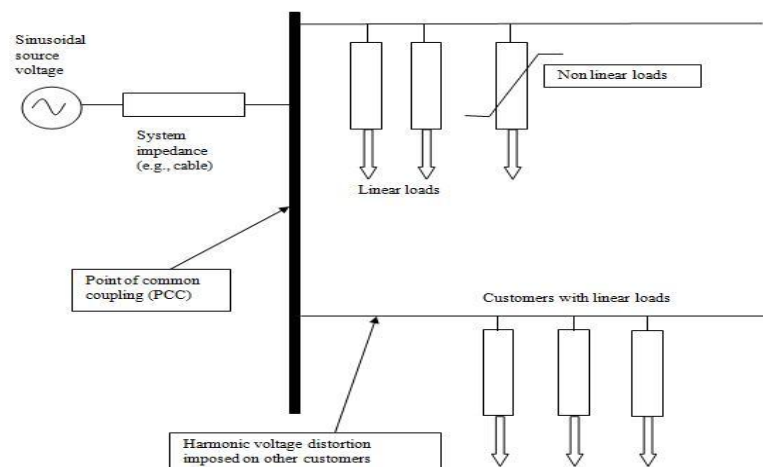 Sinusoidal
source
voltage
Non linear loads
System
impedance
(e.g., cable)
Linear loads
Point of common
coupling (PCC)
Customers with linear loads
Harmonic voltage distortion
imposed on other customers